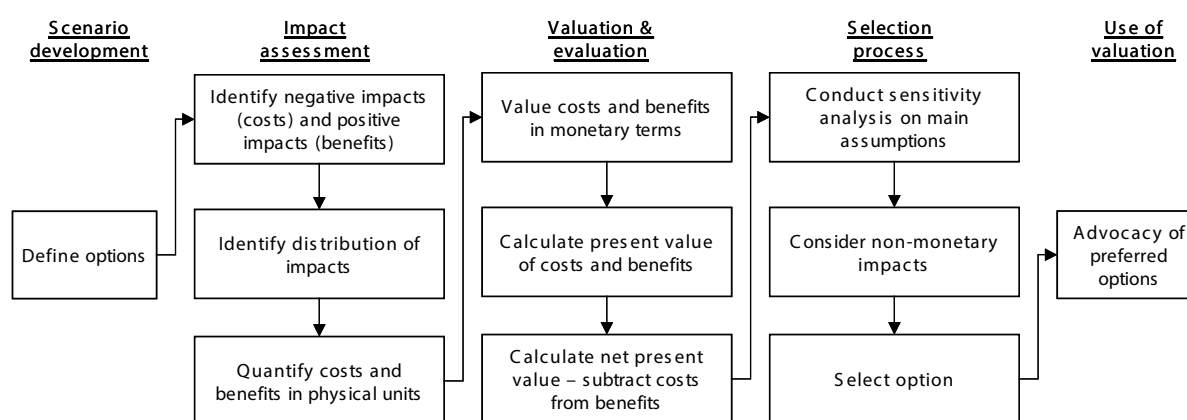 Scenario
development
Impact
assessment
Valuation &
evaluation
Selection
process
Use of
valuation
Define options
Identify negative impacts
(costs) and positive
impacts (benefits)
Identify distribution of
impacts
Quantify costs and
benefits in physical units
Value costs and benefits
in monetary terms
Calculate present value
of costs and benefits
Calculate net present
value – subtract costs
from benefits
Conduct sensitivity
analysis on main
assumptions
Consider non-monetary
impacts
Select option
Advocacy of
preferred
options